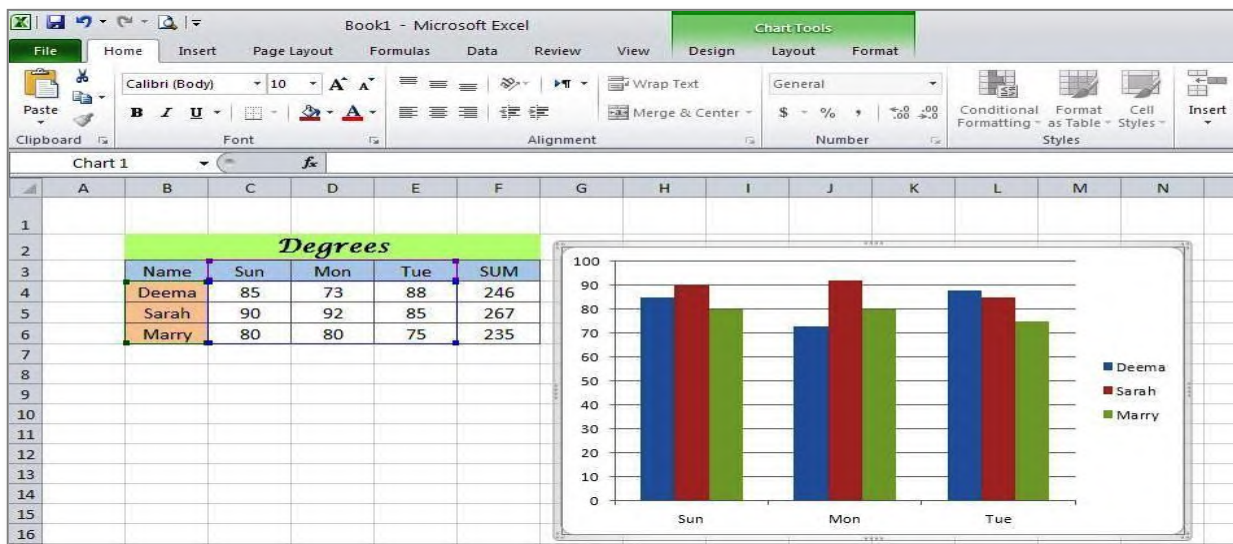 Book1 - Microsoft Excel
Chart Tools
File Home Insert Page Layout Formulas Data Review View Design Layout Format
Paste
Calibri (Body) 10 A A
Wrap Text
General
B I U A
Merge & Center
$ % ,
Conditional Formatting
Format as Table
Cell Styles
Insert
Clipboard Font Alignment Number Styles
Chart 1 fx
A B C D E F G H I J K L M N
1
2 Degrees
3 Name Sun Mon Tue SUM
4 Deema 85 73 88 246
5 Sarah 90 92 85 267
6 Marry 80 80 75 235
7
8
9
10
11
12
13
14
15
16
100
90
80
70
60
50
40
30
20
10
0
Sun Mon Tue
Deema
Sarah
Marry